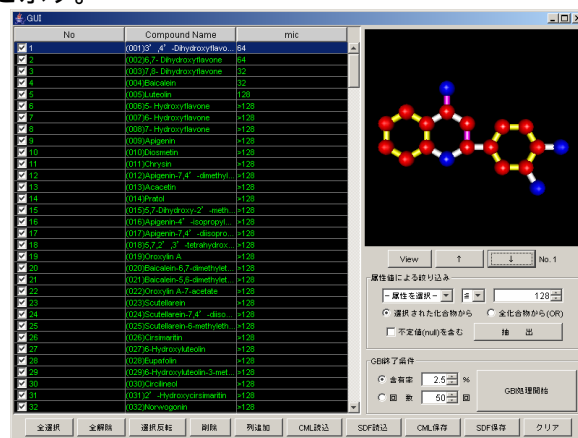 GUI
No Compound Name mic
1 (001)3’ ,4’ -Dihydroxyflavo... 64
2 (002)6,7- Dihydroxyflavone 64
3 (003)7,8- Dihydroxyflavone 32
4 (004)Baicalein 32
5 (005)Luteolin 128
6 (006)5- Hydroxyflavone >128
7 (007)6- Hydroxyflavone >128
8 (008)7- Hydroxyflavone >128
9 (009)Apigenin >128
10 (010)Diosmetin >128
11 (011)Chrysin >128
12 (012)Apigenin-7,4’ -dimethyl... >128
13 (013)Acacetin >128
14 (014)Pratol >128
15 (015)5,7-Dihydroxy-2’ -meth... >128
16 (016)Apigenin-4’ -isopropyl... >128
17 (017)Apigenin-7,4’ -diisopro... >128
18 (018)5,7,2’ ,3’ -tetrahydrox... >128
19 (019)Oroxylin A >128
20 (020)Baicalein-6,7-dimethylet... >128
21 (021)Baicalein-5,6-dimethylet... >128
22 (022)Oroxylin A-7-acetate >128
23 (023)Scutellarein >128
24 (024)Scutellarein-7,4’ -diiso... >128
25 (025)Scutellarein-6-methyleth... >128
26 (026)Cirsimaritin >128
27 (027)6-Hydroxyluteolin >128
28 (028)Eupafolin >128
29 (029)6-Hydroxyluteolin-3-met... >128
30 (030)Circilineol >128
31 (031)2’ -Hydroxycirsimaritin >128
32 (032)Norwogonin >128
View ↑ ↓ No. 1
属性値による絞り込み
- 属性を選択 - ≦ 128
選択された化合物から 全化合物から(OR)
不定値(null)を含む 抽 出
GBI終了条件
含有率 2.5 %
回 数 50 回
GBI処理開始
全選択 全解除 選択反転 削除 列追加 CML読込 SDF読込 CML保存 SDF保存 クリア